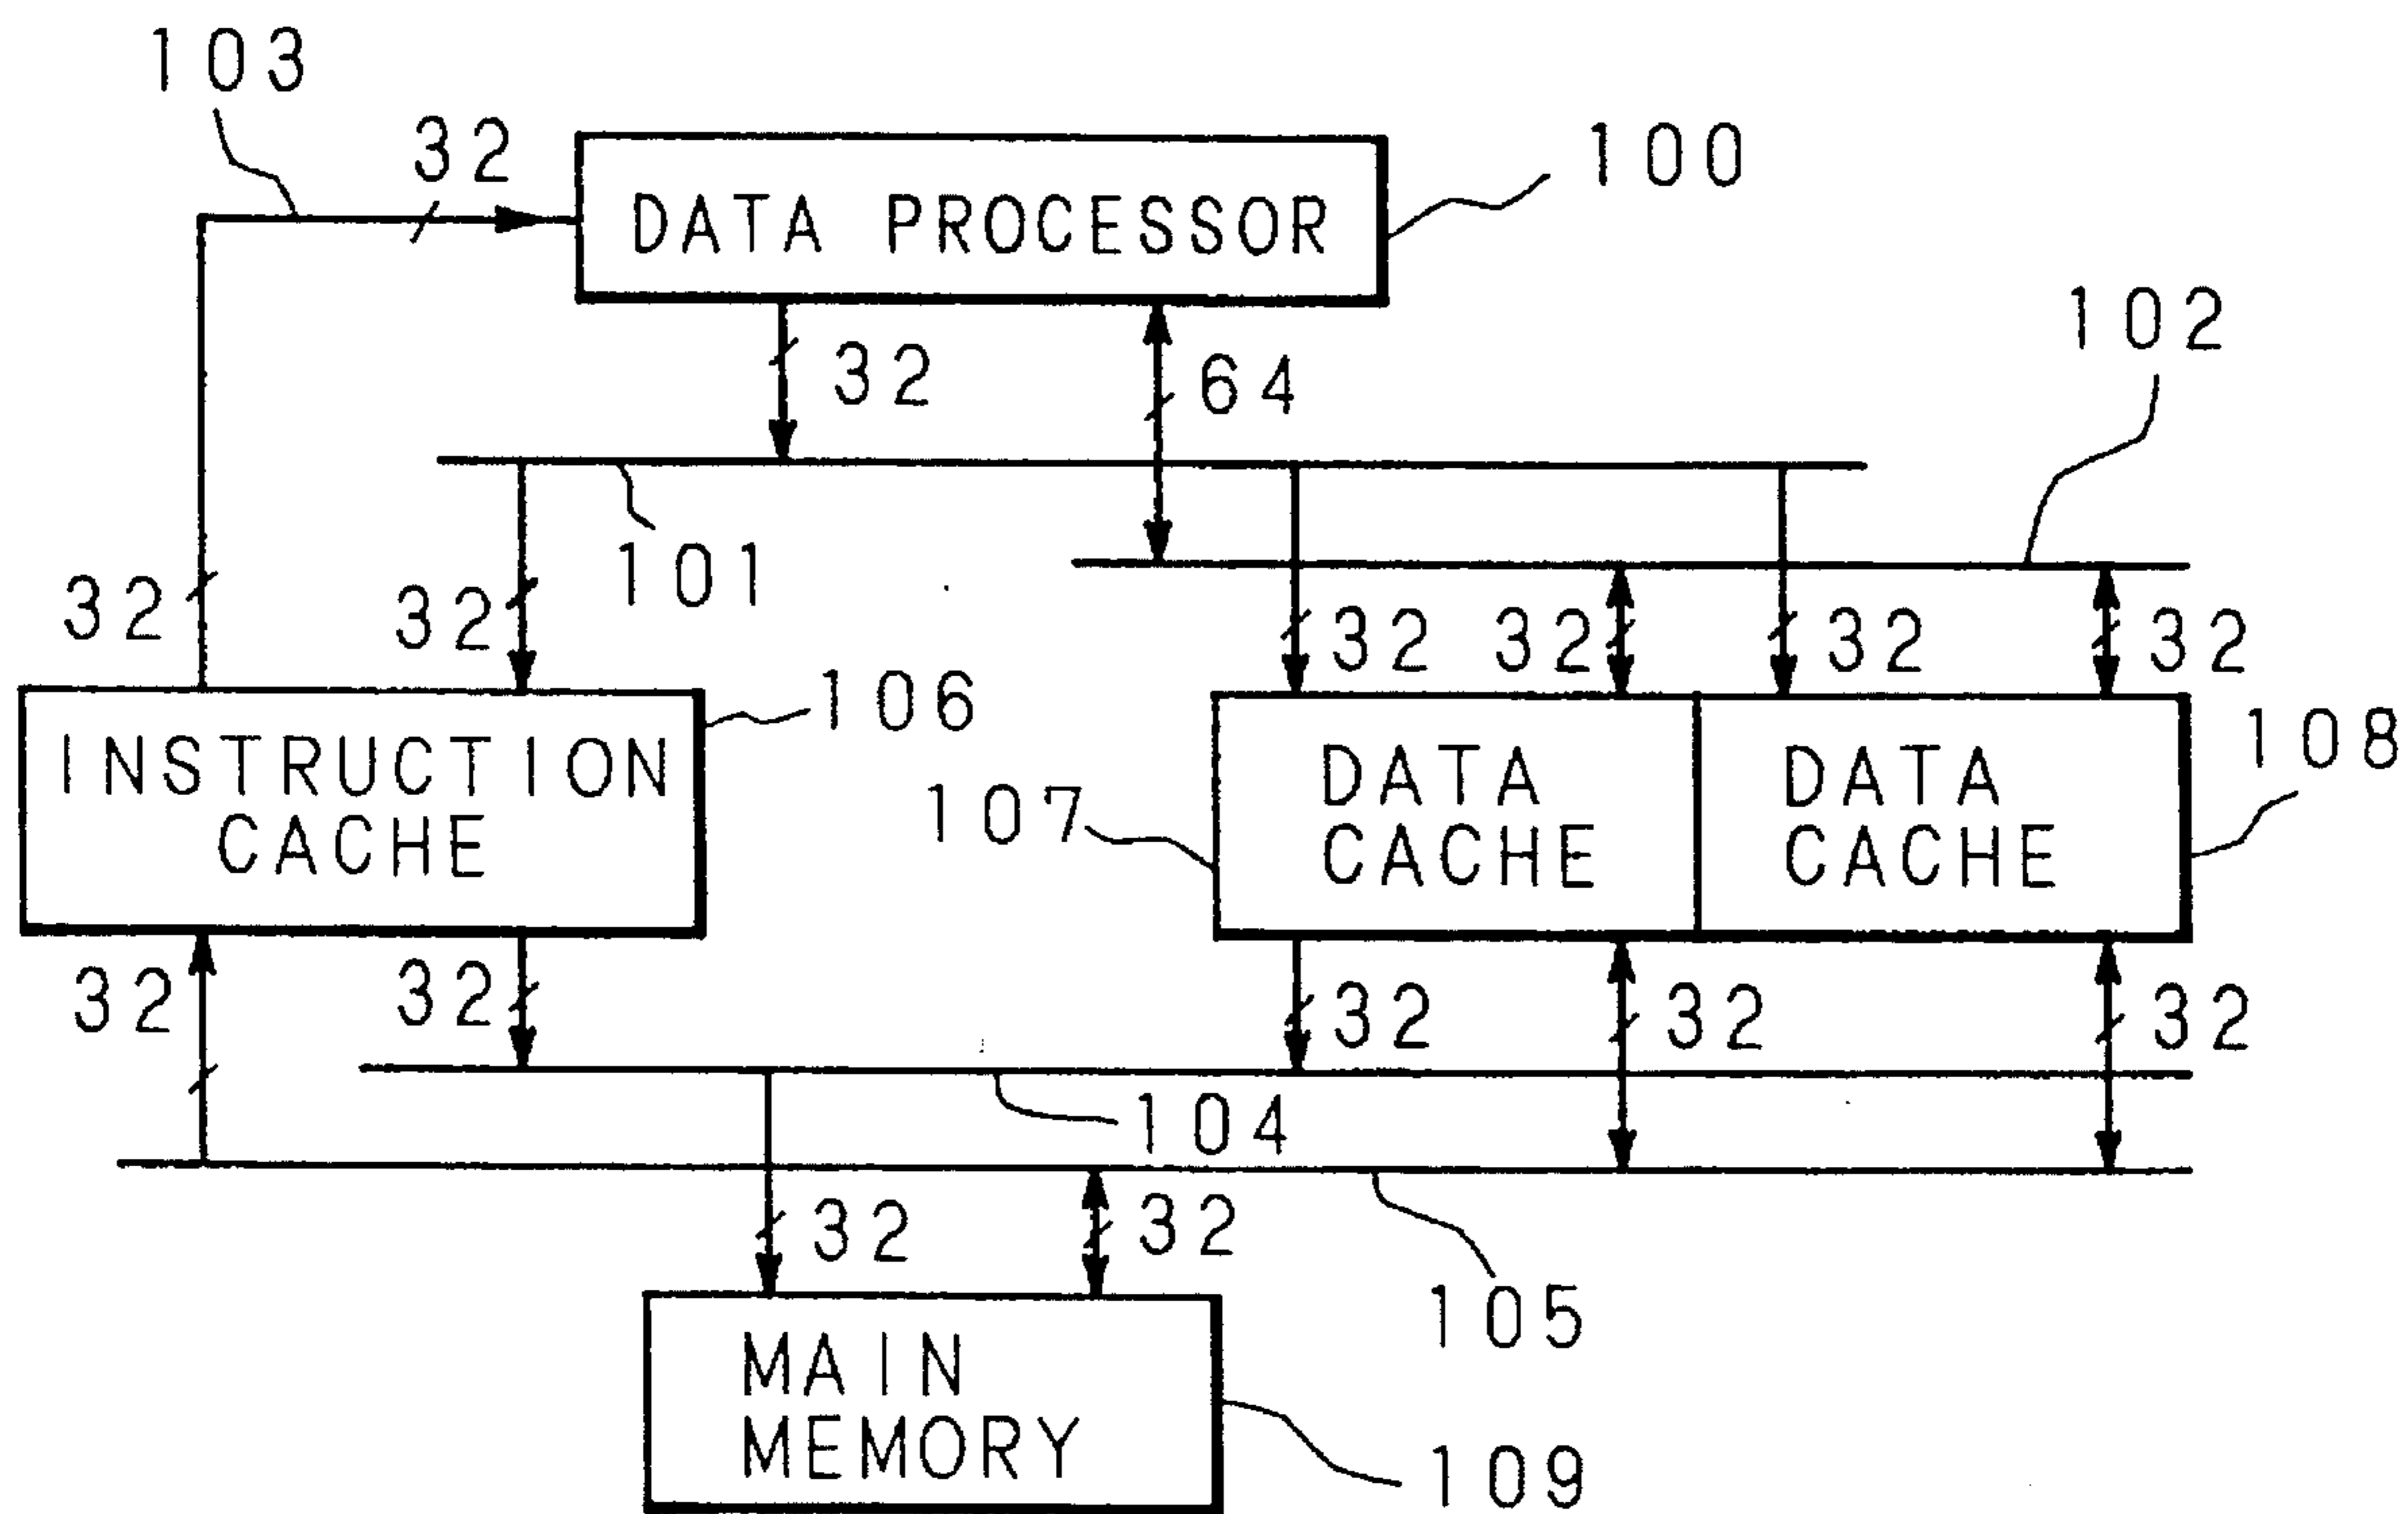 103
32
100
DATA PROCESSOR
102
32
64
101
32
32
32
32
32
32
106
108
INSTRUCTION
CACHE
107
DATA
CACHE
DATA
CACHE
32
32
32
32
32
104
32
32
105
MAIN
MEMORY
109